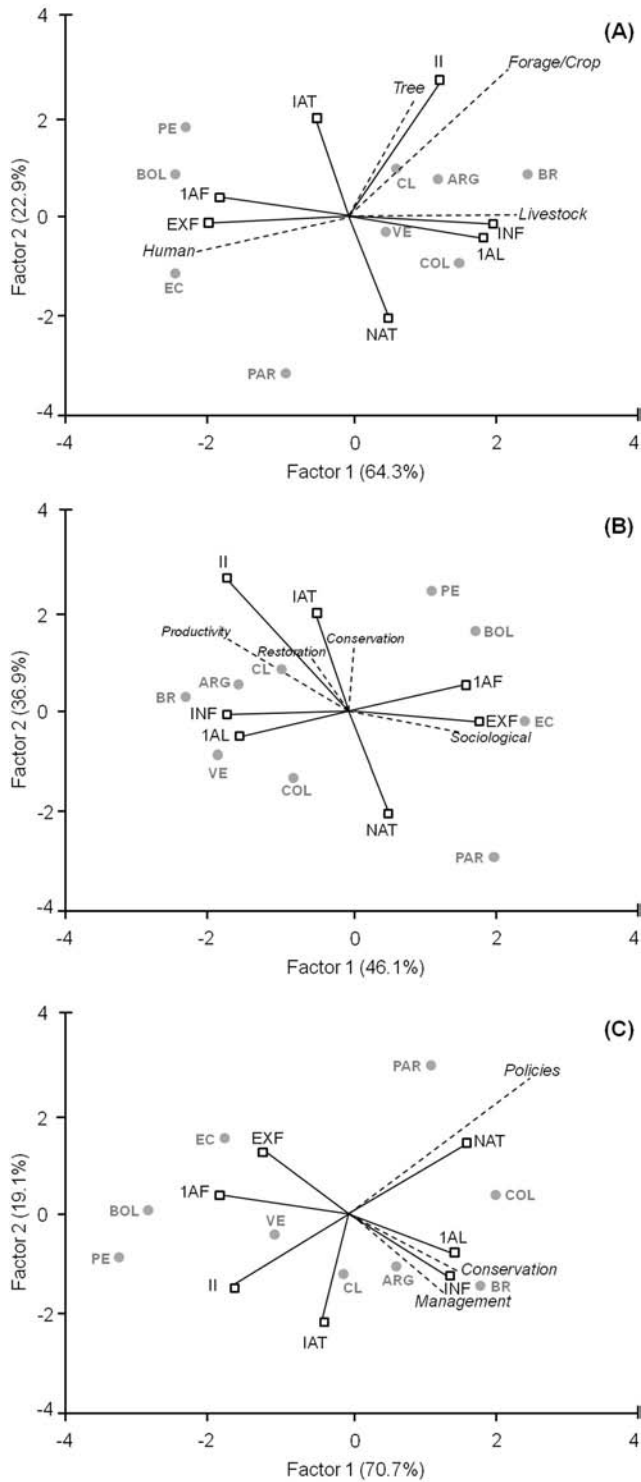 4
(A)
II
Forage/Crop
Tree
IAT
2
PE
CL
ARG
BR
BOL
1AF
Livestock
0
EXF
VE
INF
1AL
Human
COL
EC
-2
NAT
PAR
-4
-4 -2 0 2 4
Factor 2 (22.9%)
Factor 1 (64.3%)
4
(B)
II
PE
IAT
2
Productivity
Restoration
Conservation
BOL
CL
ARG
1AF
BR
0
INF
EXF
EC
1AL
Sociological
VE
COL
-2
NAT
PAR
-4
-4 -2 0 2 4
Factor 2 (36.9%)
Factor 1 (46.1%)
4
(C)
PAR
Policies
2
EC
EXF
NAT
1AF
COL
BOL
0
VE
1AL
PE
Conservation
II
CL
ARG
INF
BR
Management
-2
IAT
-4
-4 -2 0 2 4
Factor 2 (19.1%)
Factor 1 (70.7%)